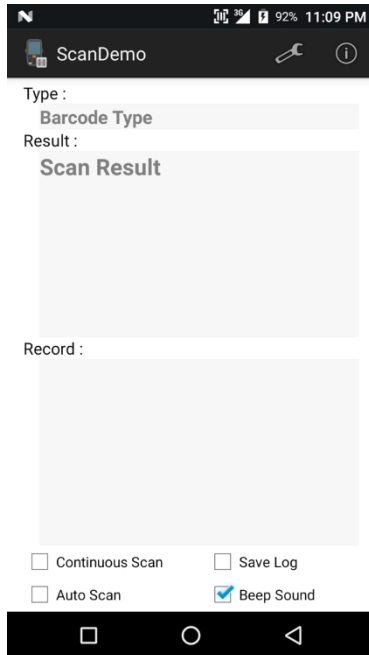 3G 92% 11:09 PM
ScanDemo
Type :
Barcode Type
Result :
Scan Result
Record :
Continuous Scan Save Log
Auto Scan Beep Sound